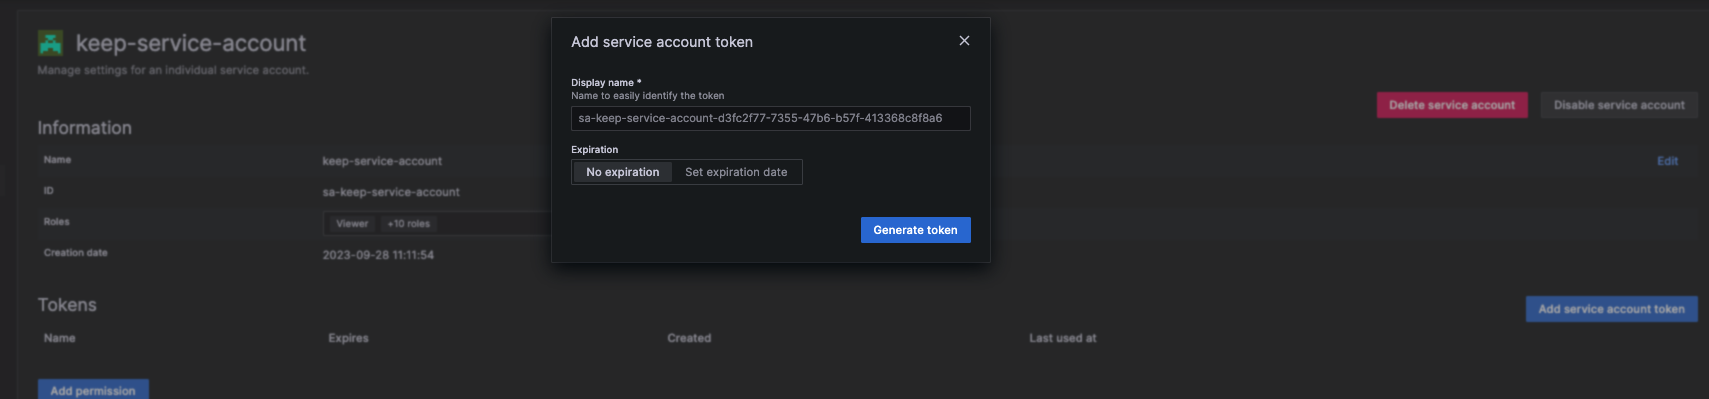 keep-service-account
Manage settings for an individual service account.
Add service account token
Display name *
Name to easily identify the token
sa-keep-service-account-d3fc2f77-7355-47b6-b57f-413368c8f8a6
Expiration
No expiration
Set expiration date
Generate token
Delete service account
Disable service account
Information
Name
keep-service-account
Edit
ID
sa-keep-service-account
Roles
Viewer
+10 roles
Creation date
2023-09-28 11:11:54
Tokens
Add service account token
Name
Expires
Created
Last used at
Add permission